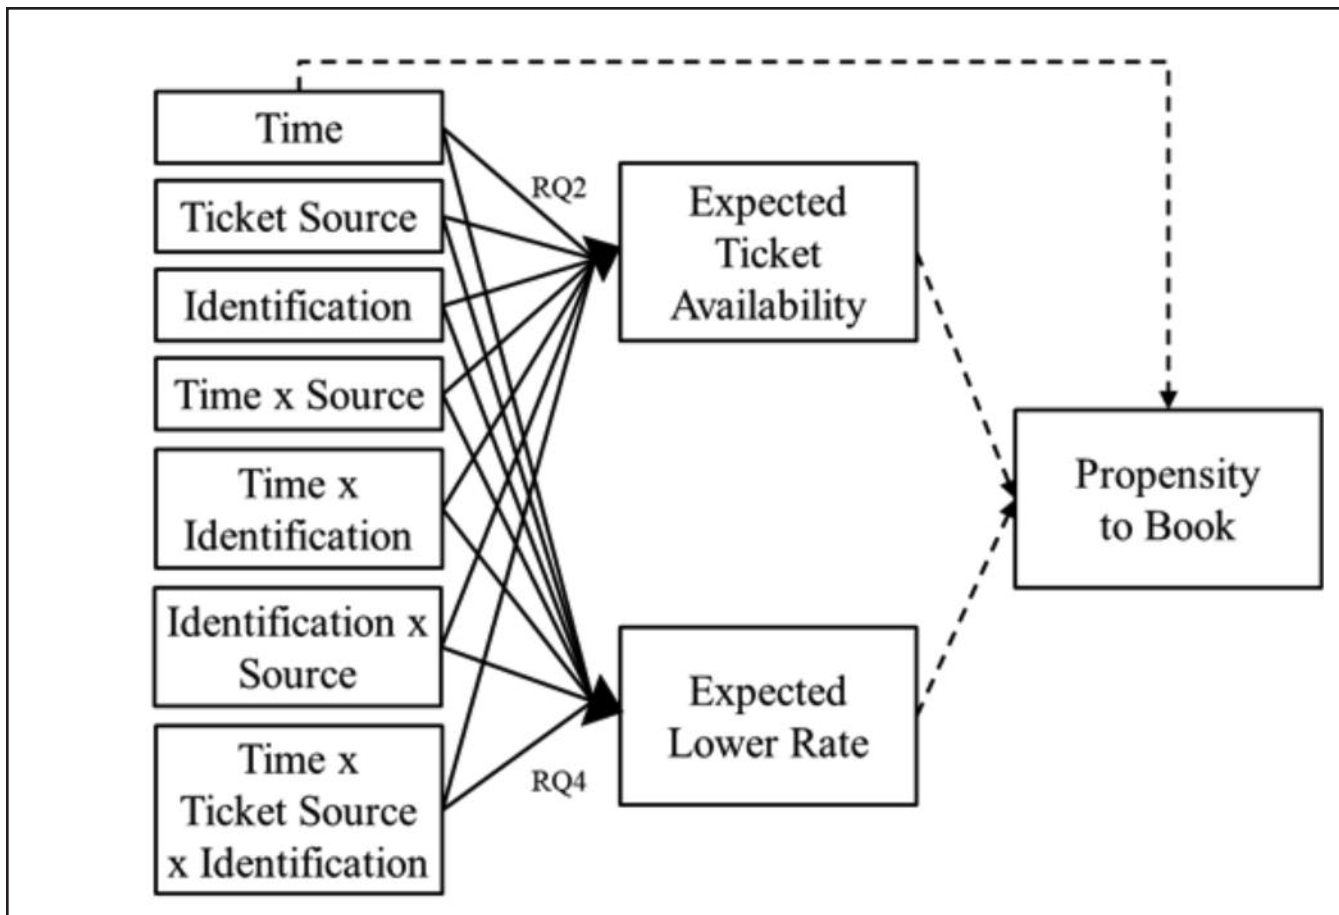 Time
RQ2
Ticket Source
Expected
Ticket
Availability
Identification
Time x Source
Time x
Identification
Propensity
to Book
Identification x
Source
Expected
Lower Rate
Time x
Ticket Source
x Identification
RQ4